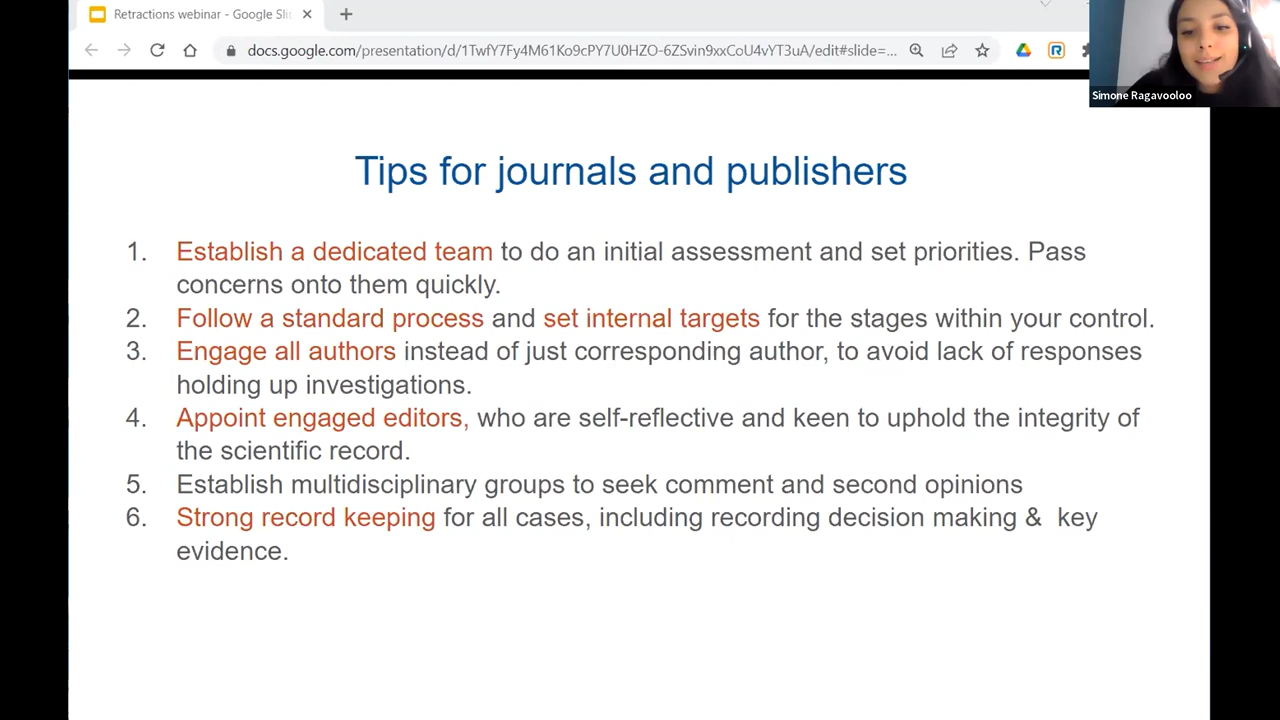 Retractions webinar - Google Sli
docs.google.com/presentation/d/1TwfY7Fy4M61Ko9cPY7U0HZO-6ZSvin9xxCoU4vYT3uA/edit#slide=...
Simone Ragavooloo
Tips for journals and publishers
1. Establish a dedicated team to do an initial assessment and set priorities. Pass
concerns onto them quickly.
2. Follow a standard process and set internal targets for the stages within your control.
3. Engage all authors instead of just corresponding author, to avoid lack of responses
holding up investigations.
4. Appoint engaged editors, who are self-reflective and keen to uphold the integrity of
the scientific record.
5. Establish multidisciplinary groups to seek comment and second opinions
6. Strong record keeping for all cases, including recording decision making &  key
evidence.